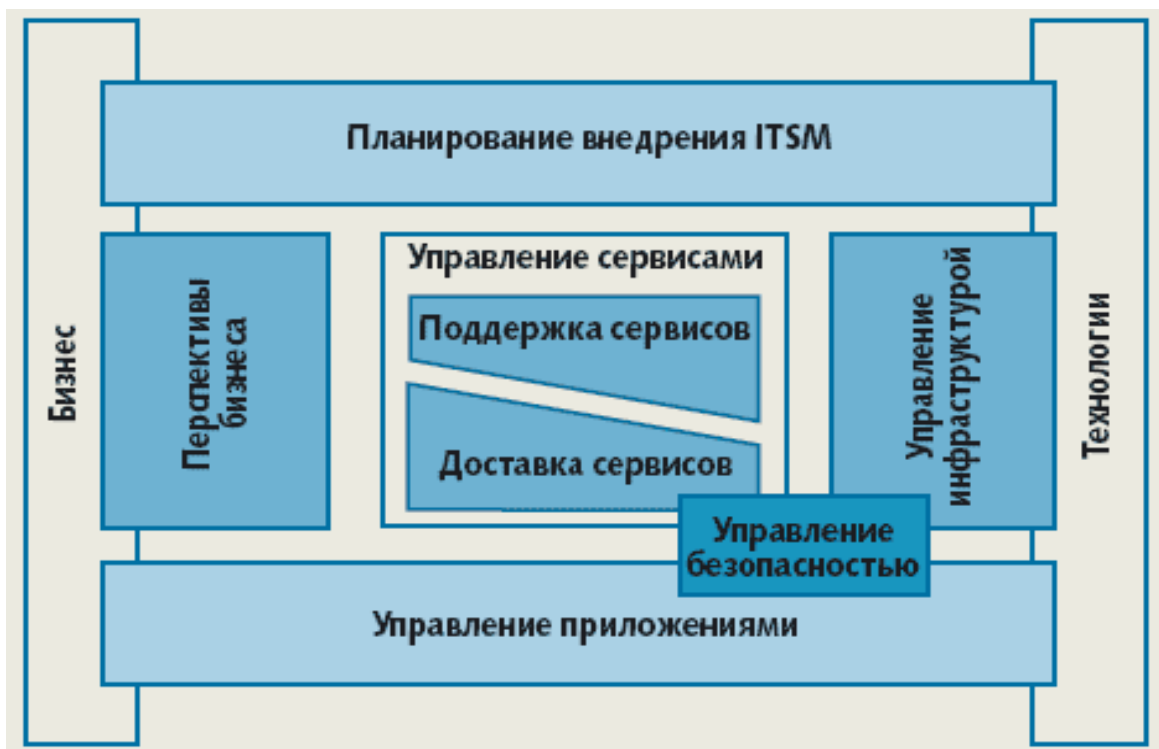 Планирование внедрения ITSM
Бизнес
Перспективы
бизнеса
Управление сервисами
Поддержка сервисов
Доставка сервисов
Управление
инфраструктурой
Технологии
Управление
безопасностью
Управление приложениями